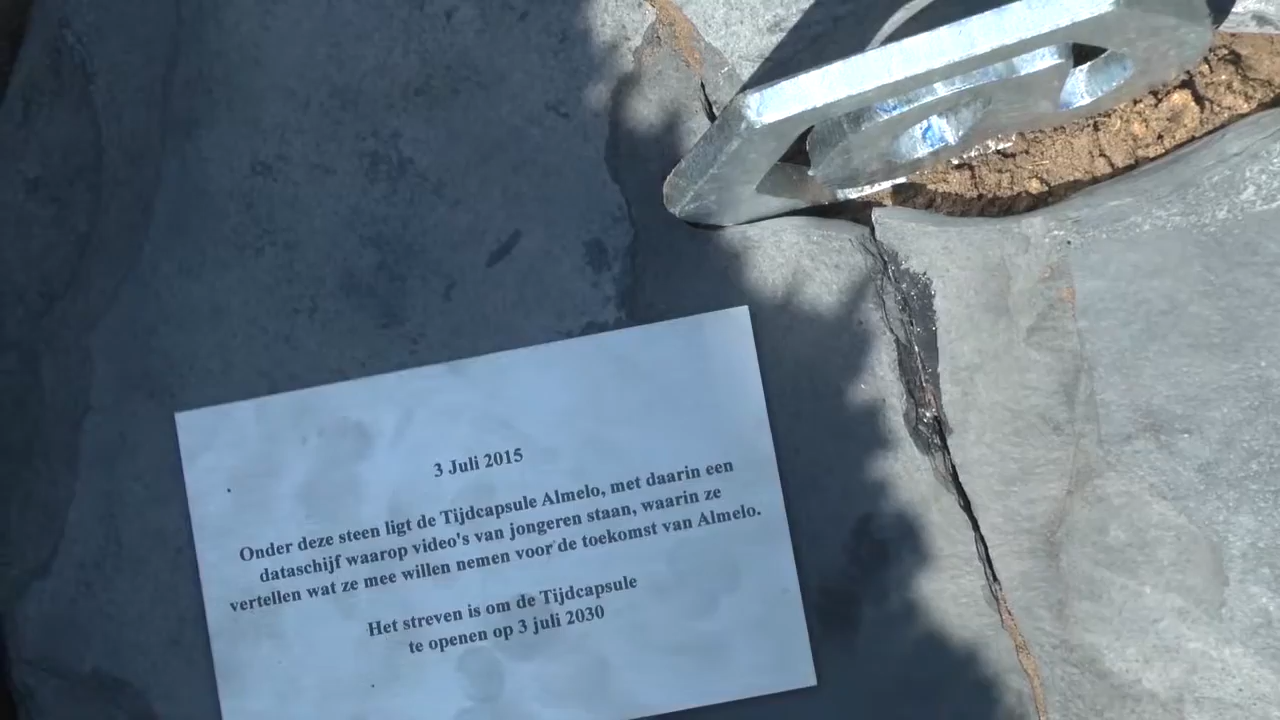 3 Juli 2015
Onder deze steen ligt de Tijdcapsule Almelo, met daarin een
dataschijf waarop video's van jongeren staan, waarin ze
vertellen wat ze mee willen nemen voor de toekomst van Almelo.
Het streven is om de Tijdcapsule
te openen op 3 juli 2030